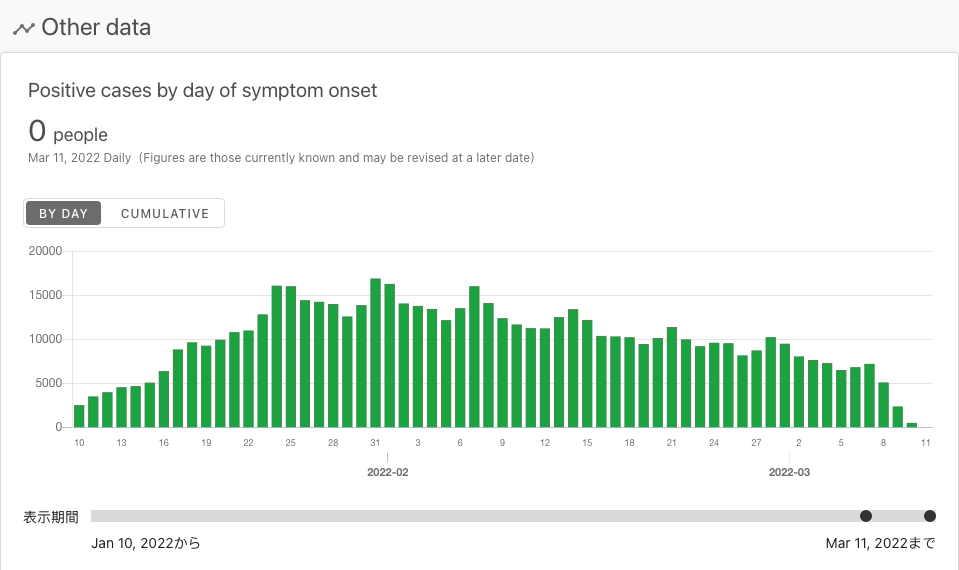 Other data
Positive cases by day of symptom onset
0 people
Mar 11, 2022 Daily (Figures are those currently known and may be revised at a later date)
BY DAY CUMULATIVE
20000
15000
10000
5000
0
10 13 16 19 22 25 28 31 3 6 9 12 15 18 21 24 27 2 5 8 11
2022-02 2022-03
表示期間
Jan 10, 2022から Mar 11, 2022まで